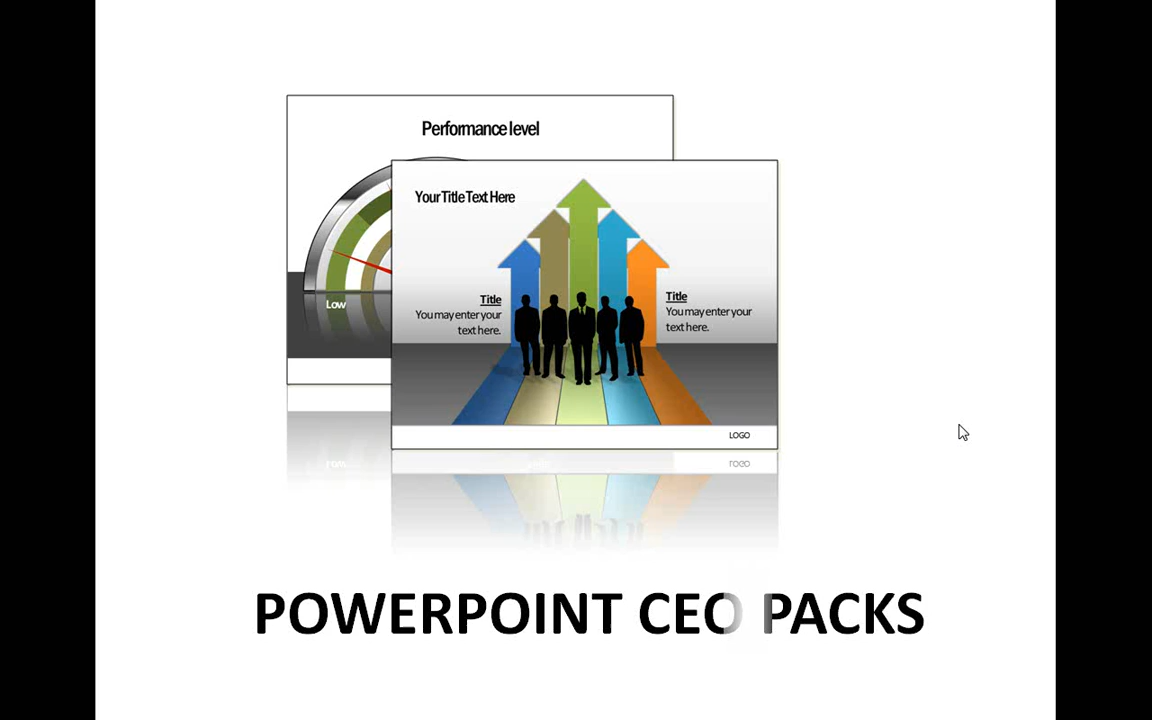 Performance level
Your Title Text Here
Title
You may enter your
text here.
Title
You may enter your
text here.
Low
LOGO
POWERPOINT CEO PACKS